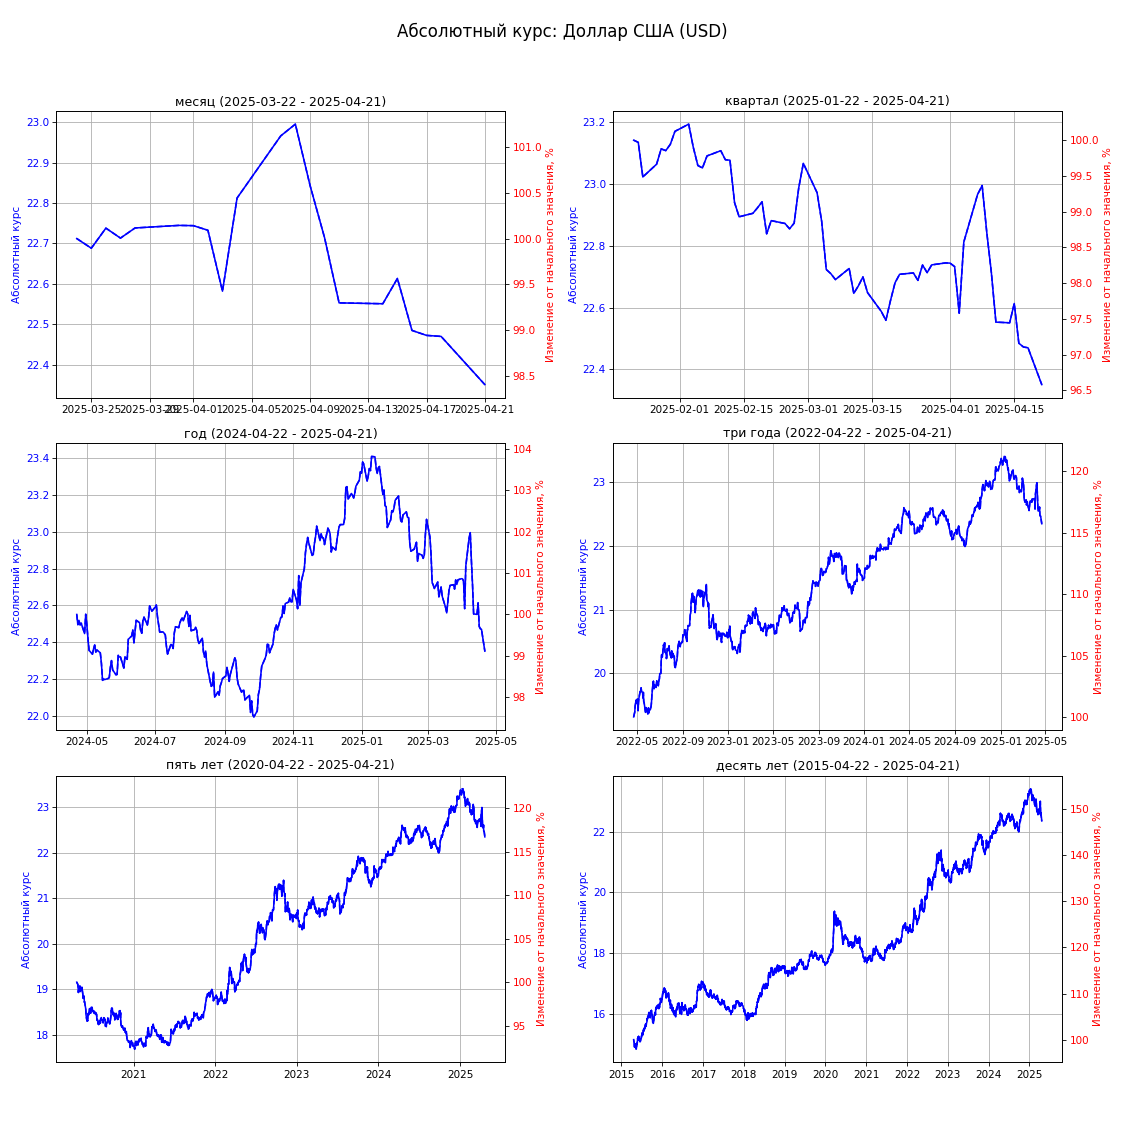 Абсолютный курс: Доллар США (USD)
месяц (2025-03-22 - 2025-04-21)
Абсолютный курс
23.0
22.9
22.8
22.7
22.6
22.5
22.4
101.0
100.5
100.0
99.5
99.0
98.5
Изменение от начального значения, %
2025-03-25 2025-03-29 2025-04-01 2025-04-05 2025-04-09 2025-04-13 2025-04-17 2025-04-21
квартал (2025-01-22 - 2025-04-21)
Абсолютный курс
23.2
23.0
22.8
22.6
22.4
100.0
99.5
99.0
98.5
98.0
97.5
97.0
96.5
Изменение от начального значения, %
2025-02-01 2025-02-15 2025-03-01 2025-03-15 2025-04-01 2025-04-15
год (2024-04-22 - 2025-04-21)
Абсолютный курс
23.4
23.2
23.0
22.8
22.6
22.4
22.2
22.0
104
103
102
101
100
99
98
Изменение от начального значения, %
2024-05 2024-07 2024-09 2024-11 2025-01 2025-03 2025-05
три года (2022-04-22 - 2025-04-21)
Абсолютный курс
23
22
21
20
120
115
110
105
100
Изменение от начального значения, %
2022-05 2022-09 2023-01 2023-05 2023-09 2024-01 2024-05 2024-09 2025-01 2025-05
пять лет (2020-04-22 - 2025-04-21)
Абсолютный курс
23
22
21
20
19
18
120
115
110
105
100
95
Изменение от начального значения, %
2021 2022 2023 2024 2025
десять лет (2015-04-22 - 2025-04-21)
Абсолютный курс
22
20
18
16
150
140
130
120
110
100
Изменение от начального значения, %
2015 2016 2017 2018 2019 2020 2021 2022 2023 2024 2025